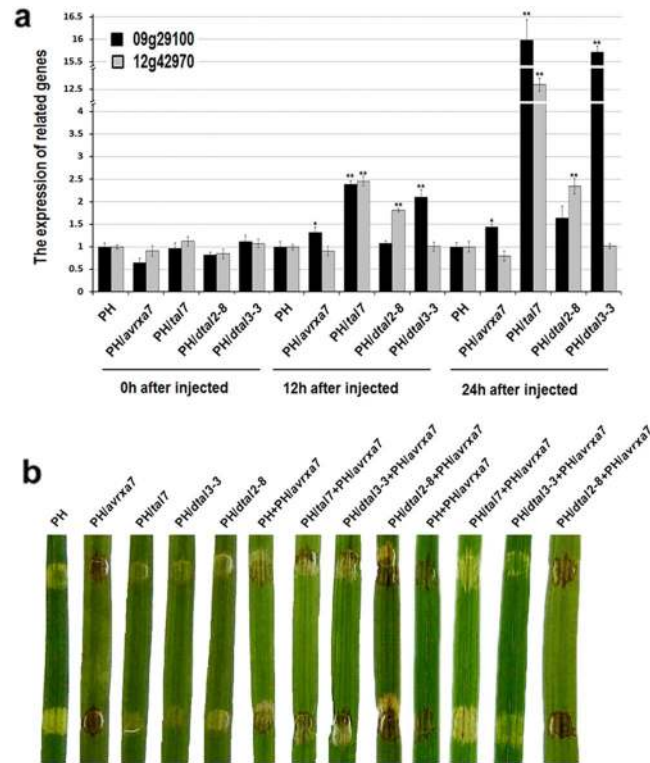 a
The expression of related genes
16.5
16
15.5
12.5
4
3.5
3
2.5
2
1.5
1
0.5
0
09g29100
12g42970
* ** ** ** ** * ** ** ** **
PH PH/avrxa7 PH/tal7 PH/dtal2-8 PH/dtal3-3 PH PH/avrxa7 PH/tal7 PH/dtal2-8 PH/dtal3-3 PH PH/avrxa7 PH/tal7 PH/dtal2-8 PH/dtal3-3
0h after injected 12h after injected 24h after injected
b
PH PH/avrxa7 PH/tal7 PH/dtal3-3 PH/dtal2-8 PH+PH/avrxa7 PH/tal7+PH/avrxa7 PH/dtal3-3+PH/avrxa7 PH/dtal2-8+PH/avrxa7 PH+PH/avrxa7 PH/tal7+PH/avrxa7 PH/dtal3-3+PH/avrxa7 PH/dtal2-8+PH/avrxa7